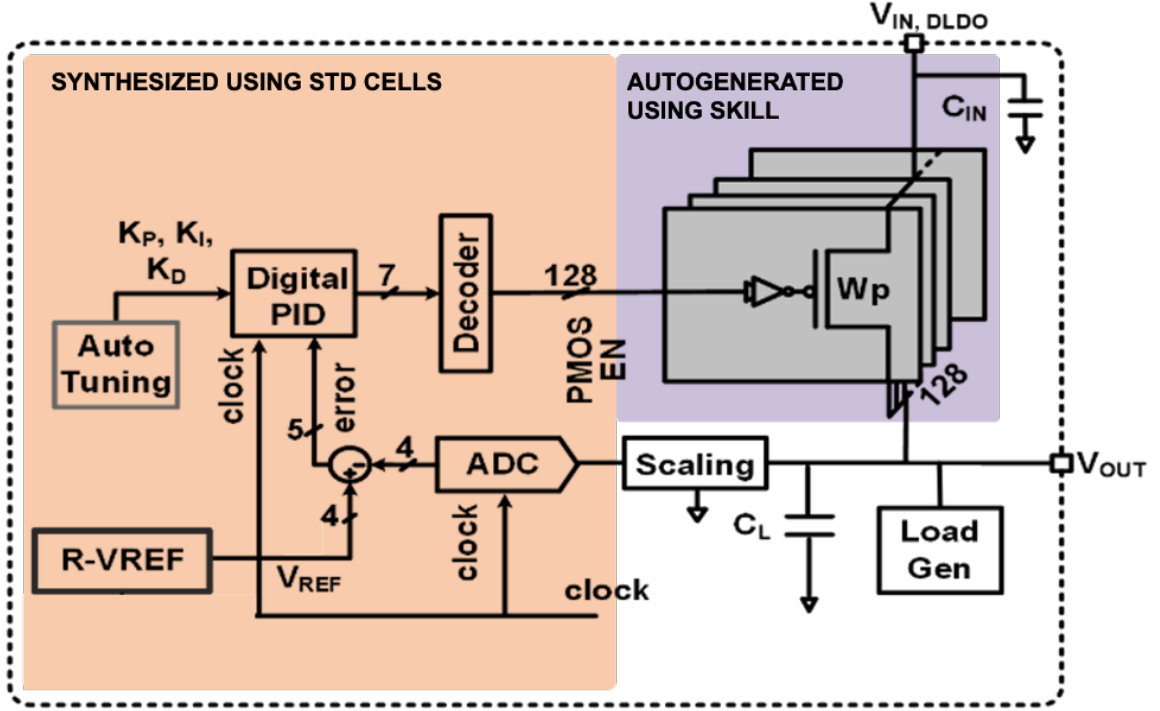 V_IN, DLDO
SYNTHESIZED USING STD CELLS
AUTOGENERATED
USING SKILL
C_IN
K_P, K_I,
K_D
Digital
PID
7
Decoder
128
PMOS
EN
Wp
128
Auto
Tuning
clock
error
5
4
ADC
Scaling
V_OUT
4
clock
C_L
Load
Gen
R-VREF
V_REF
clock